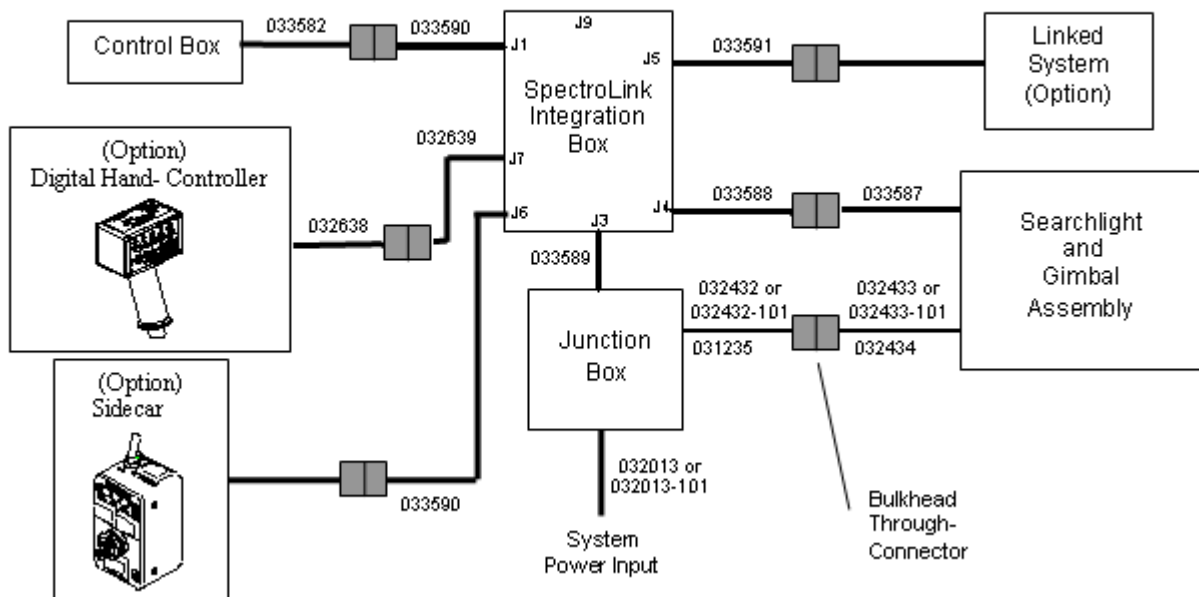 Control Box
033582
033590
J1
J9
J5
SpectroLink
Integration
Box
J7
J6
J3
J4
033591
Linked
System
(Option)
(Option)
Digital Hand- Controller
032639
032638
033588
033587
Searchlight
and
Gimbal
Assembly
033589
Junction
Box
032432 or
032432-101
031235
032433 or
032433-101
032434
(Option)
Sidecar
033590
032013 or
032013-101
System
Power Input
Bulkhead
Through-
Connector